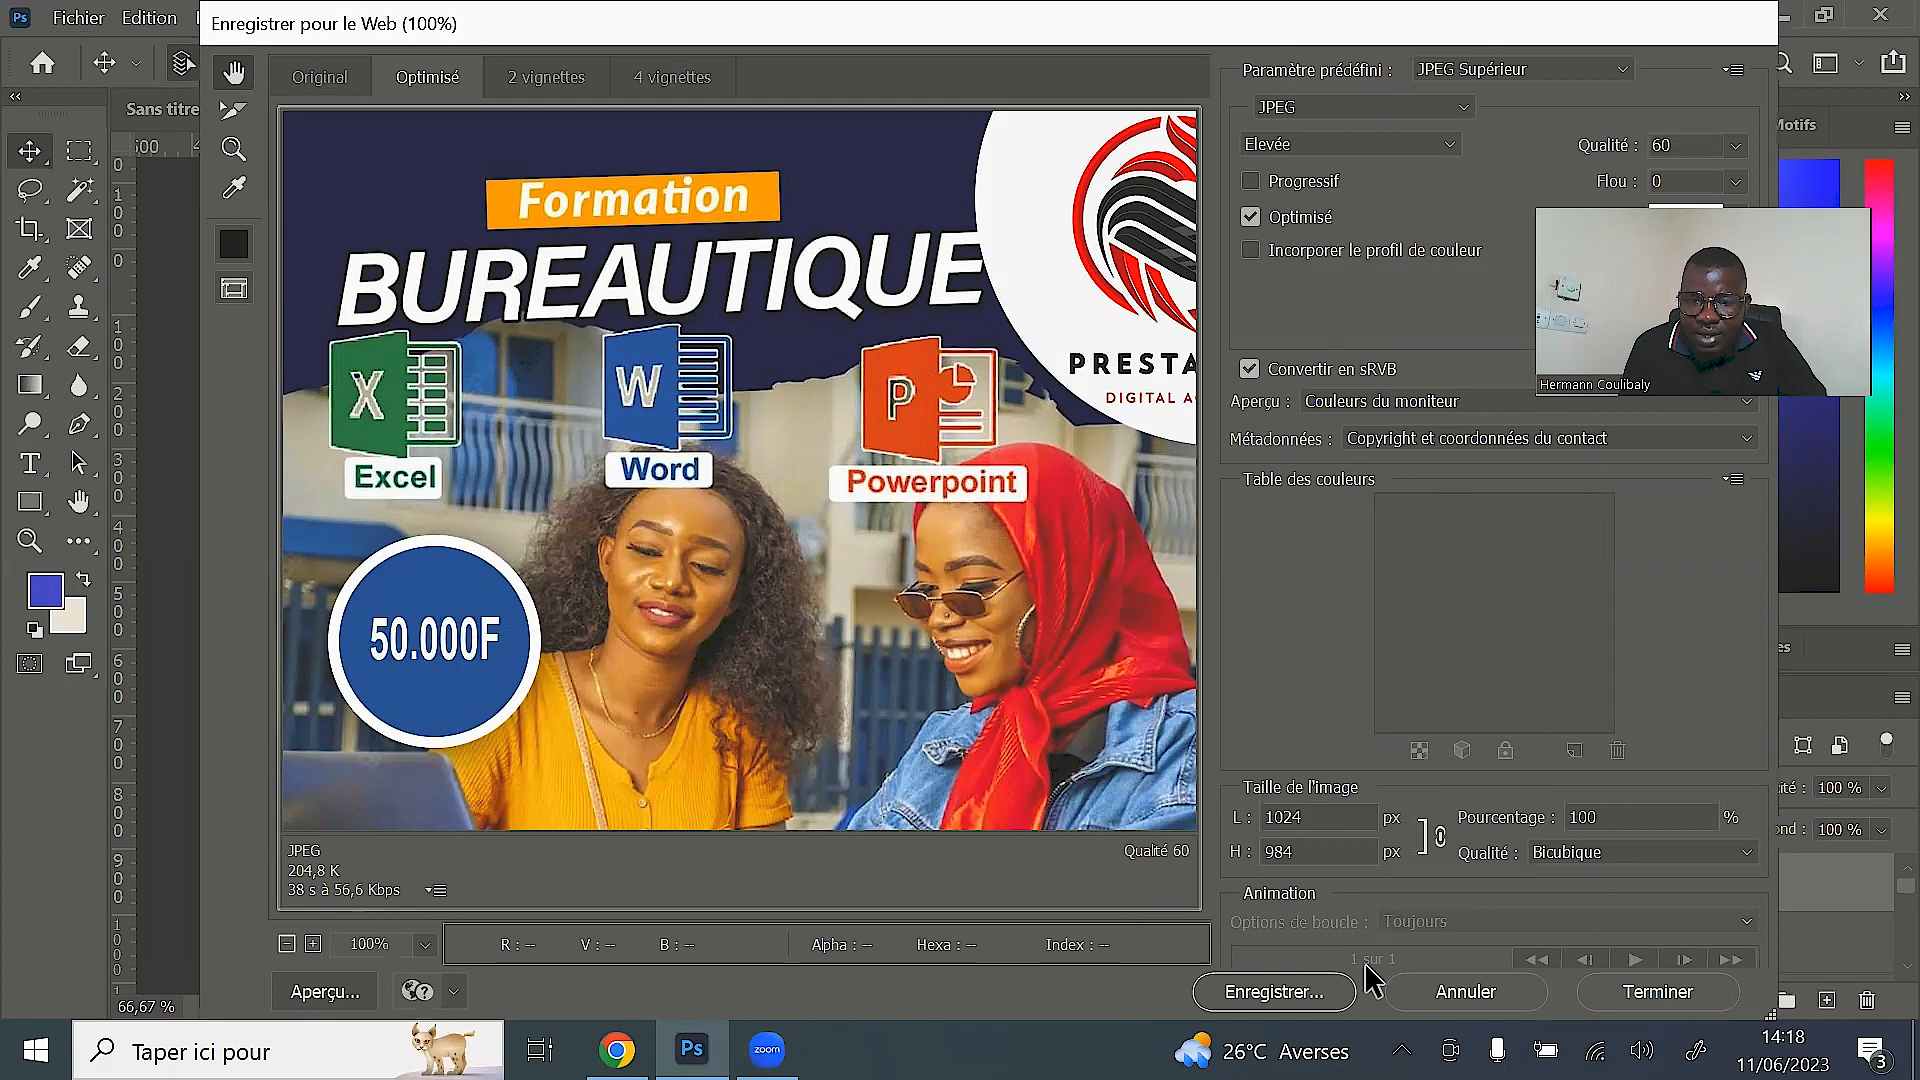 Fichier Edition
Enregistrer pour le Web (100%)
Sans titre
Original
Optimisé
2 vignettes
4 vignettes
Formation
BUREAUTIQUE
Excel
Word
Powerpoint
50.000F
PRESTA
DIGITAL A
JPEG
204,8 K
38 s à 56,6 Kbps
Qualité 60
100%
R : --
V : --
B : --
Alpha : --
Hexa : --
Index : --
Aperçu...
Enregistrer...
Annuler
Terminer
Paramètre prédéfini : JPEG Supérieur
JPEG
Elevée
Qualité : 60
Progressif
Flou : 0
Optimisé
Incorporer le profil de couleur
Hermann Coulibaly
Convertir en sRVB
Aperçu : Couleurs du moniteur
Métadonnées : Copyright et coordonnées du contact
Table des couleurs
Taille de l'image
L : 1024 px
Pourcentage : 100 %
H : 984 px
Qualité : Bicubique
Animation
Options de boucle : Toujours
1 sur 1
Motifs
100 %
100 %
66,67 %
Ps
Taper ici pour
Ps
zoom
26°C Averses
14:18
11/06/2023
3